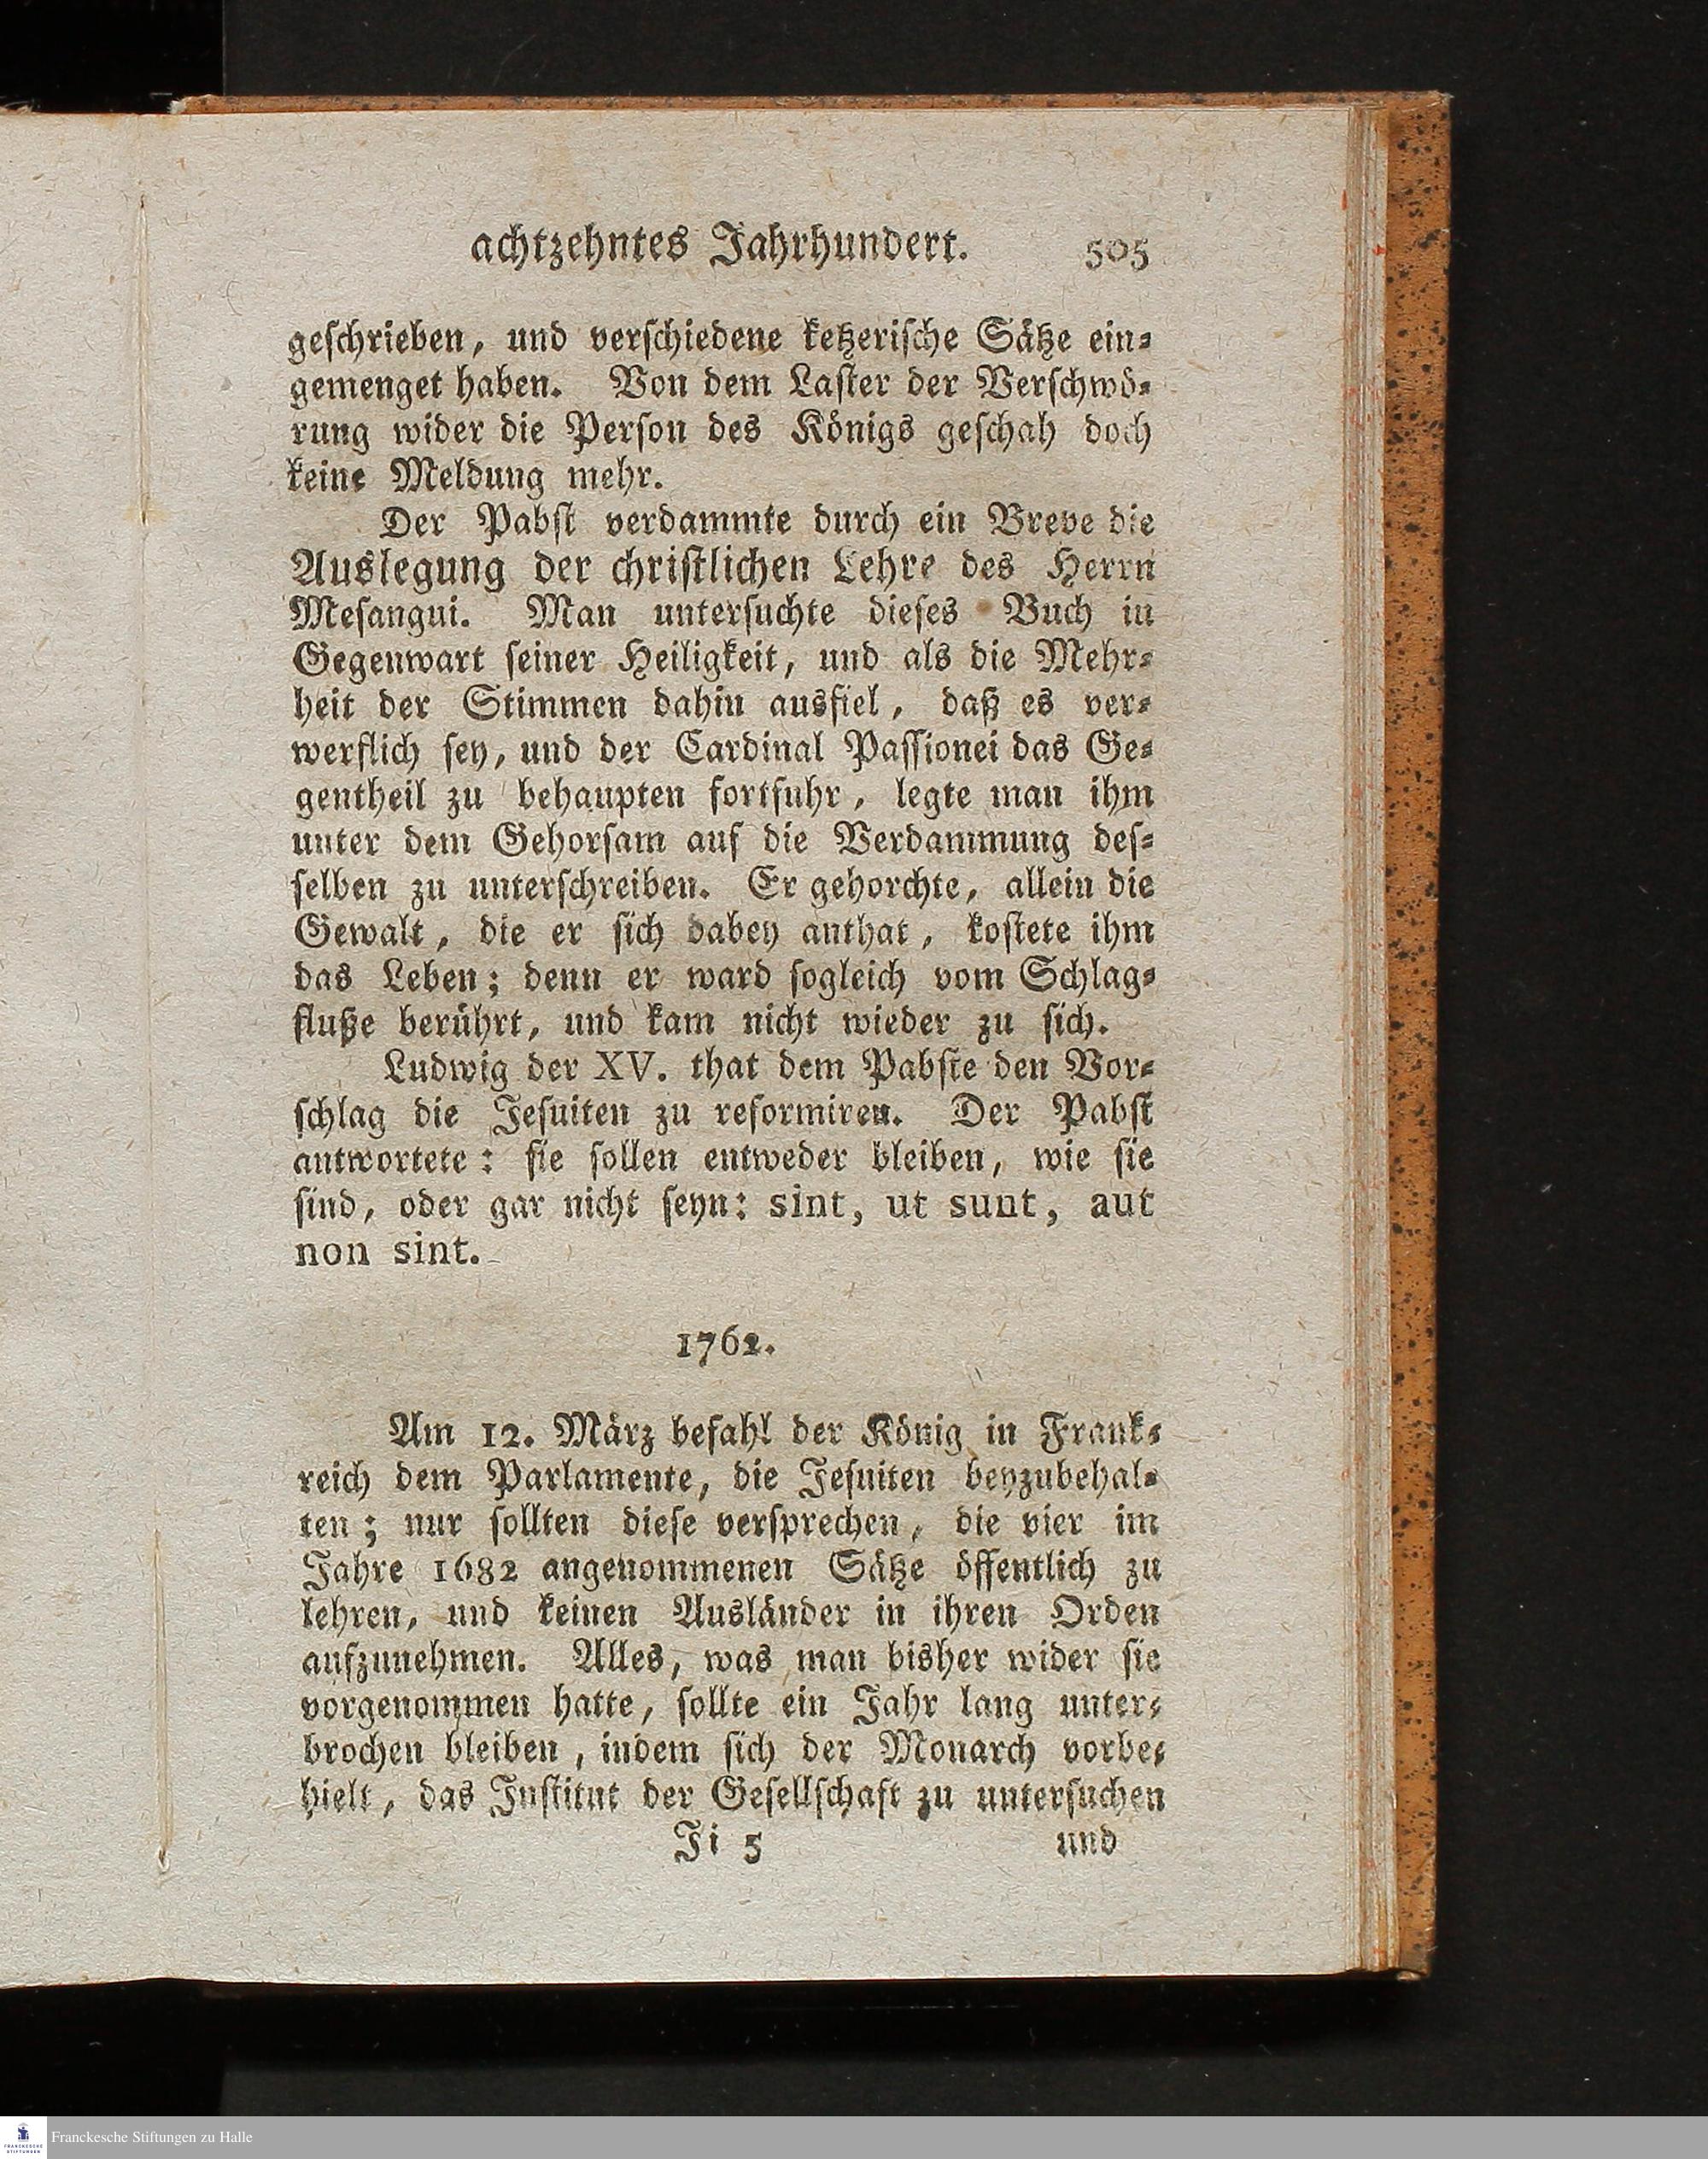 achtzehntes Jahrhundert. 505
geschrieben, und verschiedene ketzerische Sätze ein-
gemenget haben. Von dem Laster der Verschwö-
rung wider die Person des Königs geschah doch
keine Meldung mehr.
Der Pabst verdammte durch ein Breve die
Auslegung der christlichen Lehre des Herrn
Mesangui. Man untersuchte dieses Buch in
Gegenwart seiner Heiligkeit, und als die Mehr-
heit der Stimmen dahin ausfiel, daß es ver-
werflich sey, und der Cardinal Passionei das Ge-
gentheil zu behaupten fortfuhr, legte man ihm
unter dem Gehorsam auf die Verdammung des-
selben zu unterschreiben. Er gehorchte, allein die
Gewalt, die er sich dabey anthat, kostete ihm
das Leben; denn er ward sogleich vom Schlag-
fluße berührt, und kam nicht wieder zu sich.
Ludwig der XV. that dem Pabste den Vor-
schlag die Jesuiten zu reformiren. Der Pabst
antwortete: sie sollen entweder bleiben, wie sie
sind, oder gar nicht seyn: sint, ut sunt, aut
non sint.
1762.
Am 12. März befahl der König in Frank-
reich dem Parlamente, die Jesuiten beyzubehal-
ten; nur sollten diese versprechen, die vier im
Jahre 1682 angenommenen Sätze öffentlich zu
lehren, und keinen Ausländer in ihren Orden
aufzunehmen. Alles, was man bisher wider sie
vorgenommen hatte, sollte ein Jahr lang unter-
brochen bleiben, indem sich der Monarch vorbe-
hielt, das Institut der Gesellschaft zu untersuchen
Ji 5 und
FRANCKESCHE
STIFTUNGEN
Franckesche Stiftungen zu Halle